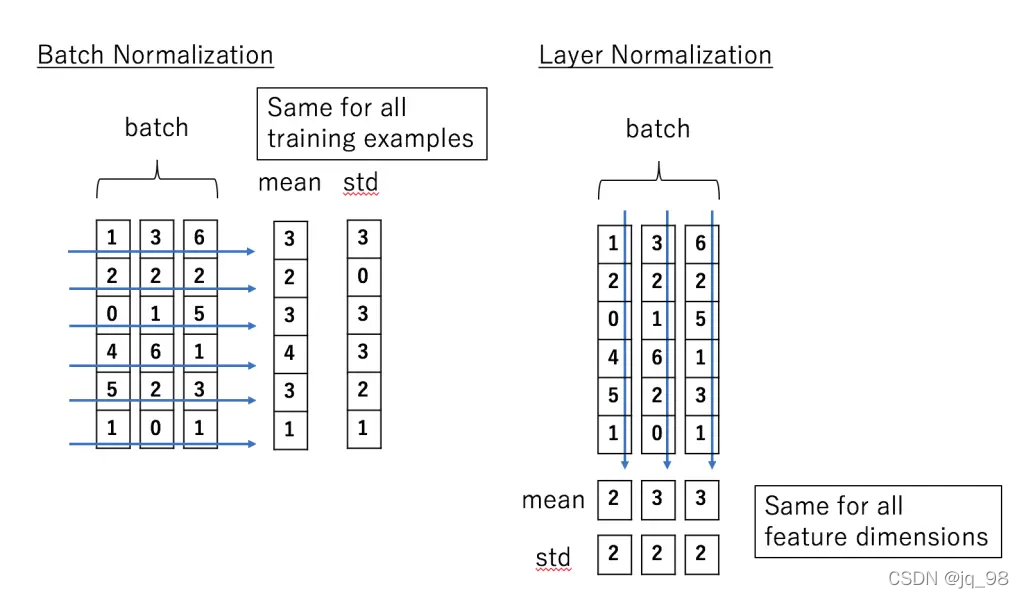 Batch Normalization
batch
Same for all
training examples
mean std
1 3 6 3 3
2 2 2 2 0
0 1 5 3 3
4 6 1 4 3
5 2 3 3 2
1 0 1 1 1
Layer Normalization
batch
1 3 6
2 2 2
0 1 5
4 6 1
5 2 3
1 0 1
mean 2 3 3
std 2 2 2
Same for all
feature dimensions
CSDN @jq_98